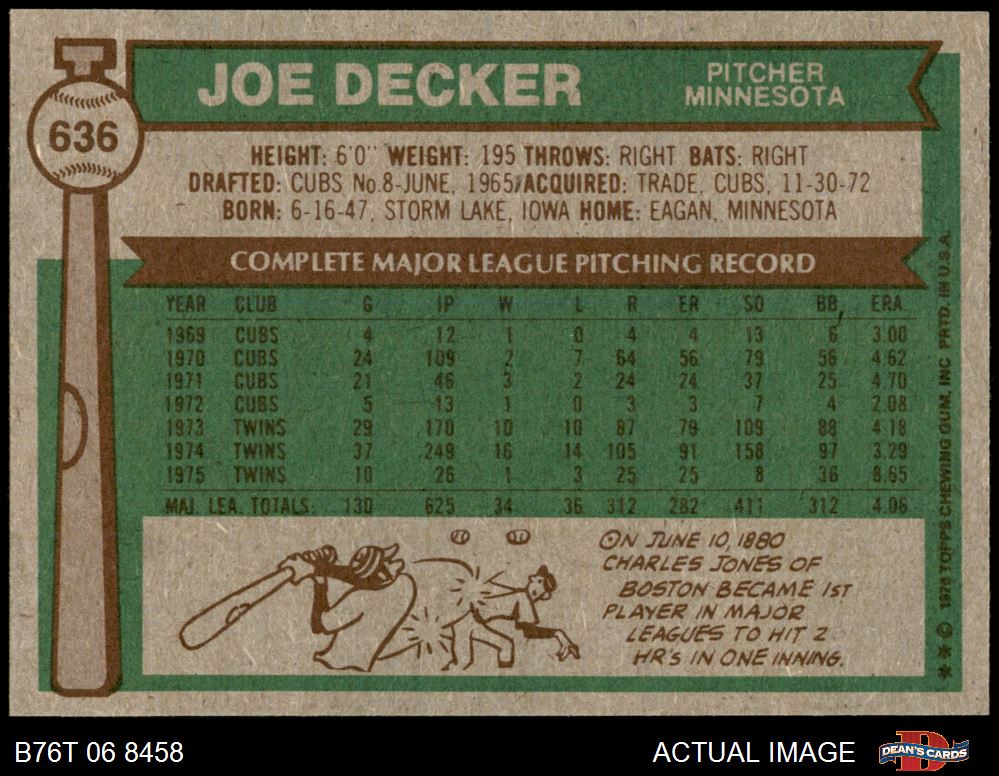 JOE DECKER
PITCHER
MINNESOTA
636
HEIGHT: 6'0" WEIGHT: 195 THROWS: RIGHT BATS: RIGHT
DRAFTED: CUBS No.8-JUNE, 1965/ACQUIRED: TRADE, CUBS, 11-30-72
BORN: 6-16-47, STORM LAKE, IOWA HOME: EAGAN, MINNESOTA
COMPLETE MAJOR LEAGUE PITCHING RECORD
YEAR CLUB G IP W L R ER SO BB ERA
1969 CUBS 4 12 1 0 4 4 13 6 3.00
1970 CUBS 24 109 2 7 64 56 79 56 4.62
1971 CUBS 21 46 3 2 24 24 37 25 4.70
1972 CUBS 5 13 1 0 3 3 7 4 2.08
1973 TWINS 29 170 10 10 87 79 109 88 4.18
1974 TWINS 37 249 16 14 105 91 158 97 3.29
1975 TWINS 10 26 1 3 25 25 8 36 8.65
MAJ. LEA. TOTALS: 130 625 34 36 312 282 411 312 4.06
ON JUNE 10, 1880
CHARLES JONES OF
BOSTON BECAME 1ST
PLAYER IN MAJOR
LEAGUES TO HIT 2
HR'S IN ONE INNING.
** © 1976 TOPPS CHEWING GUM, INC PRTD. IN U.S.A.
B76T 06 8458
ACTUAL IMAGE
DEAN'S CARDS